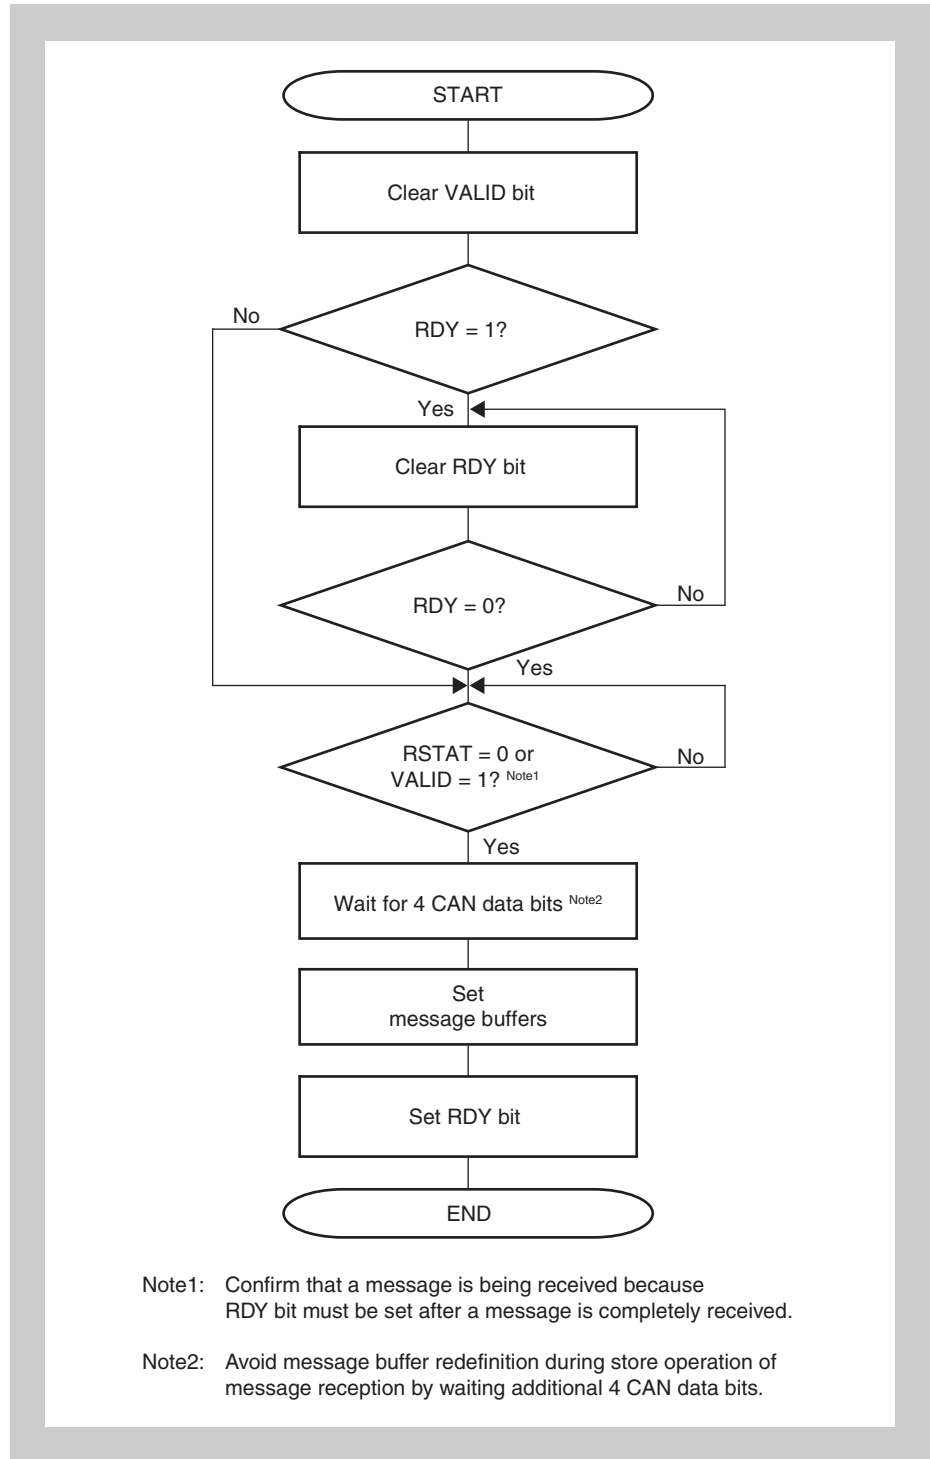 START
Clear VALID bit
No
RDY = 1?
Yes
Clear RDY bit
RDY = 0?
No
Yes
RSTAT = 0 or
VALID = 1? Note1
No
Yes
Wait for 4 CAN data bits Note2
Set
message buffers
Set RDY bit
END
Note1: Confirm that a message is being received because
RDY bit must be set after a message is completely received.
Note2: Avoid message buffer redefinition during store operation of
message reception by waiting additional 4 CAN data bits.